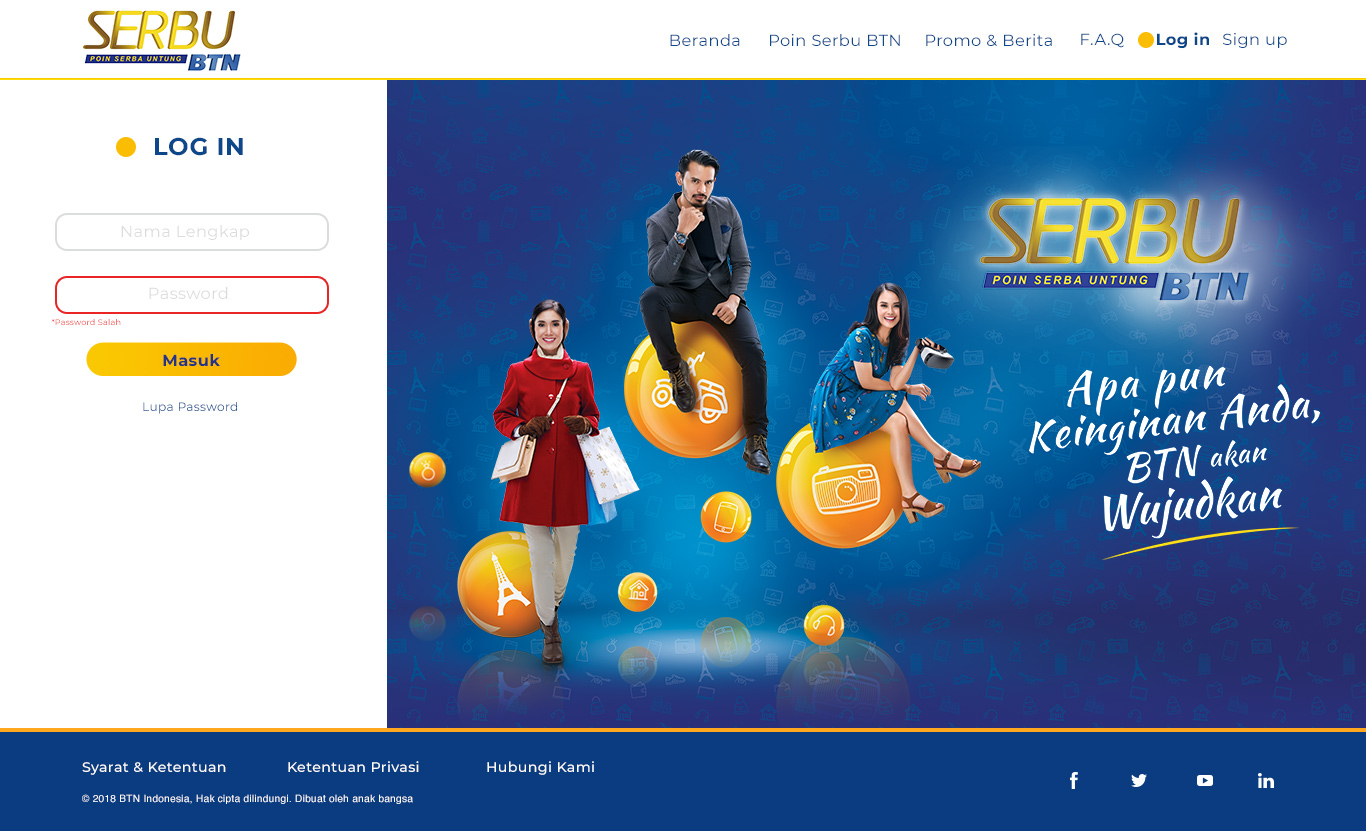 SERBU
POIN SERBA UNTUNG BTN
Beranda Poin Serbu BTN Promo & Berita F.A.Q Log in Sign up
LOG IN
Nama Lengkap
Password
*Password Salah
Masuk
Lupa Password
SERBU
POIN SERBA UNTUNG BTN
Apa pun
Keinginan Anda,
BTN akan
Wujudkan
Syarat & Ketentuan Ketentuan Privasi Hubungi Kami
© 2018 BTN Indonesia, Hak cipta dilindungi. Dibuat oleh anak bangsa